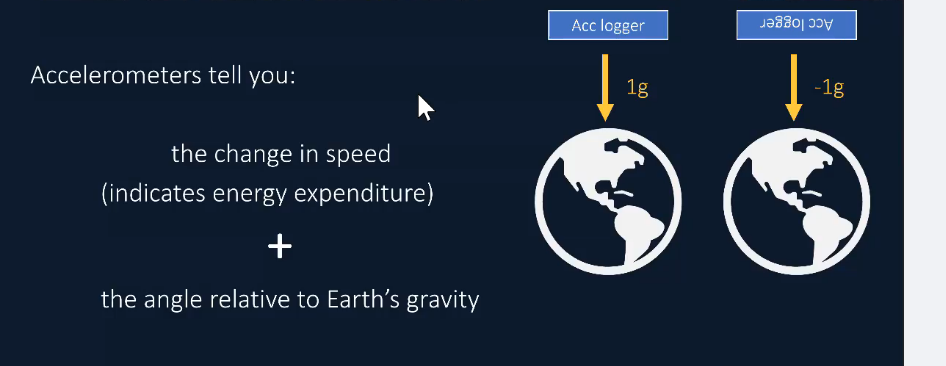 Acc logger
Acc logger
Accelerometers tell you:
1g
-1g
the change in speed
(indicates energy expenditure)
+
the angle relative to Earth's gravity